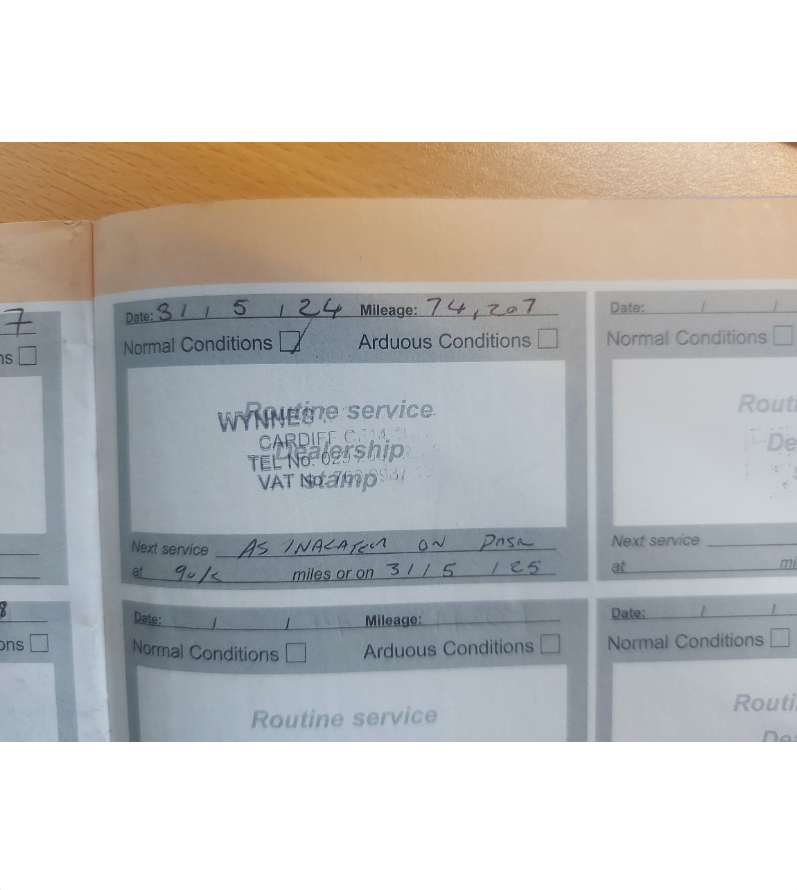 7
Date: 31 / 5 / 24 Mileage: 74,207
Date: / /
ns
Normal Conditions Arduous Conditions
Normal Conditions
Routine service
WYNNES
CARDIFF
Dealership
TEL No:
VAT No:
stamp
Routi
De
Next service AS ON DASH
Next service
at 90K miles or on 31/5 / 25
at mi
8
Date: / / Mileage:
Date: / /
ons
Normal Conditions Arduous Conditions
Normal Conditions
Routine service
Routi
Dea